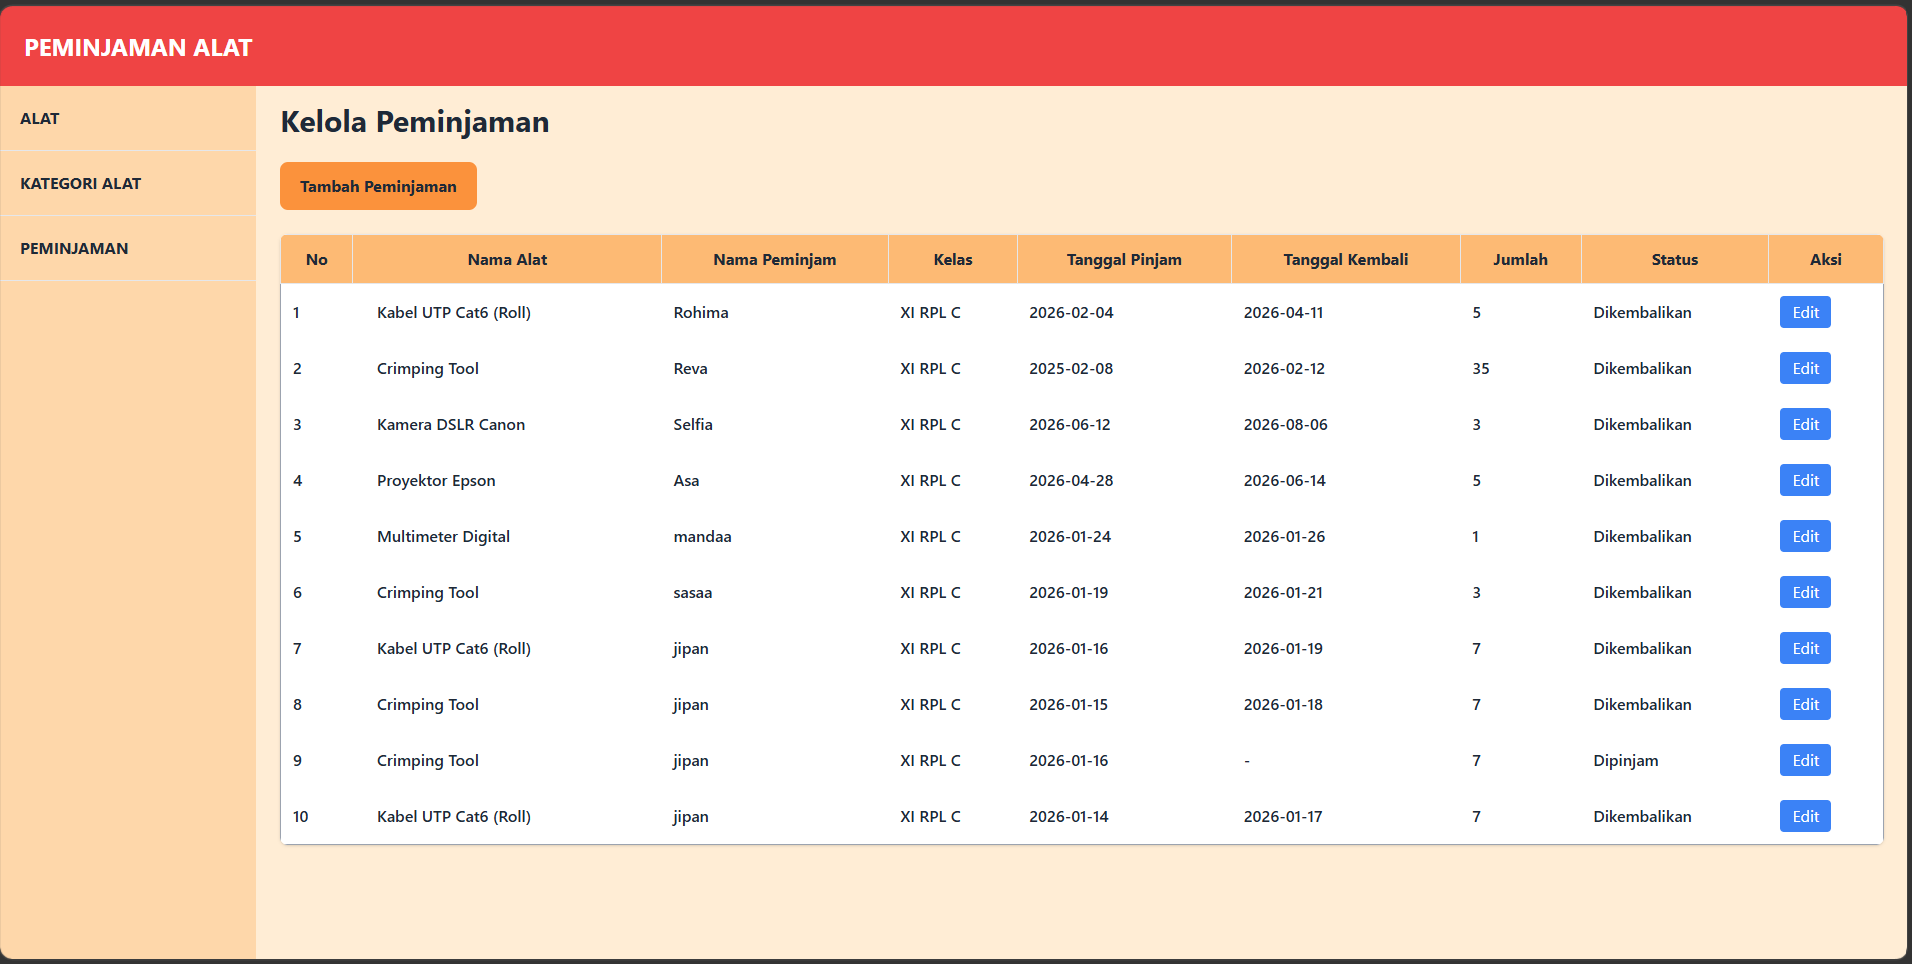 PEMINJAMAN ALAT
ALAT
KATEGORI ALAT
PEMINJAMAN
Kelola Peminjaman
Tambah Peminjaman
No Nama Alat Nama Peminjam Kelas Tanggal Pinjam Tanggal Kembali Jumlah Status Aksi
1 Kabel UTP Cat6 (Roll) Rohima XI RPL C 2026-02-04 2026-04-11 5 Dikembalikan Edit
2 Crimping Tool Reva XI RPL C 2025-02-08 2026-02-12 35 Dikembalikan Edit
3 Kamera DSLR Canon Selfia XI RPL C 2026-06-12 2026-08-06 3 Dikembalikan Edit
4 Proyektor Epson Asa XI RPL C 2026-04-28 2026-06-14 5 Dikembalikan Edit
5 Multimeter Digital mandaa XI RPL C 2026-01-24 2026-01-26 1 Dikembalikan Edit
6 Crimping Tool sasaa XI RPL C 2026-01-19 2026-01-21 3 Dikembalikan Edit
7 Kabel UTP Cat6 (Roll) jipan XI RPL C 2026-01-16 2026-01-19 7 Dikembalikan Edit
8 Crimping Tool jipan XI RPL C 2026-01-15 2026-01-18 7 Dikembalikan Edit
9 Crimping Tool jipan XI RPL C 2026-01-16 - 7 Dipinjam Edit
10 Kabel UTP Cat6 (Roll) jipan XI RPL C 2026-01-14 2026-01-17 7 Dikembalikan Edit